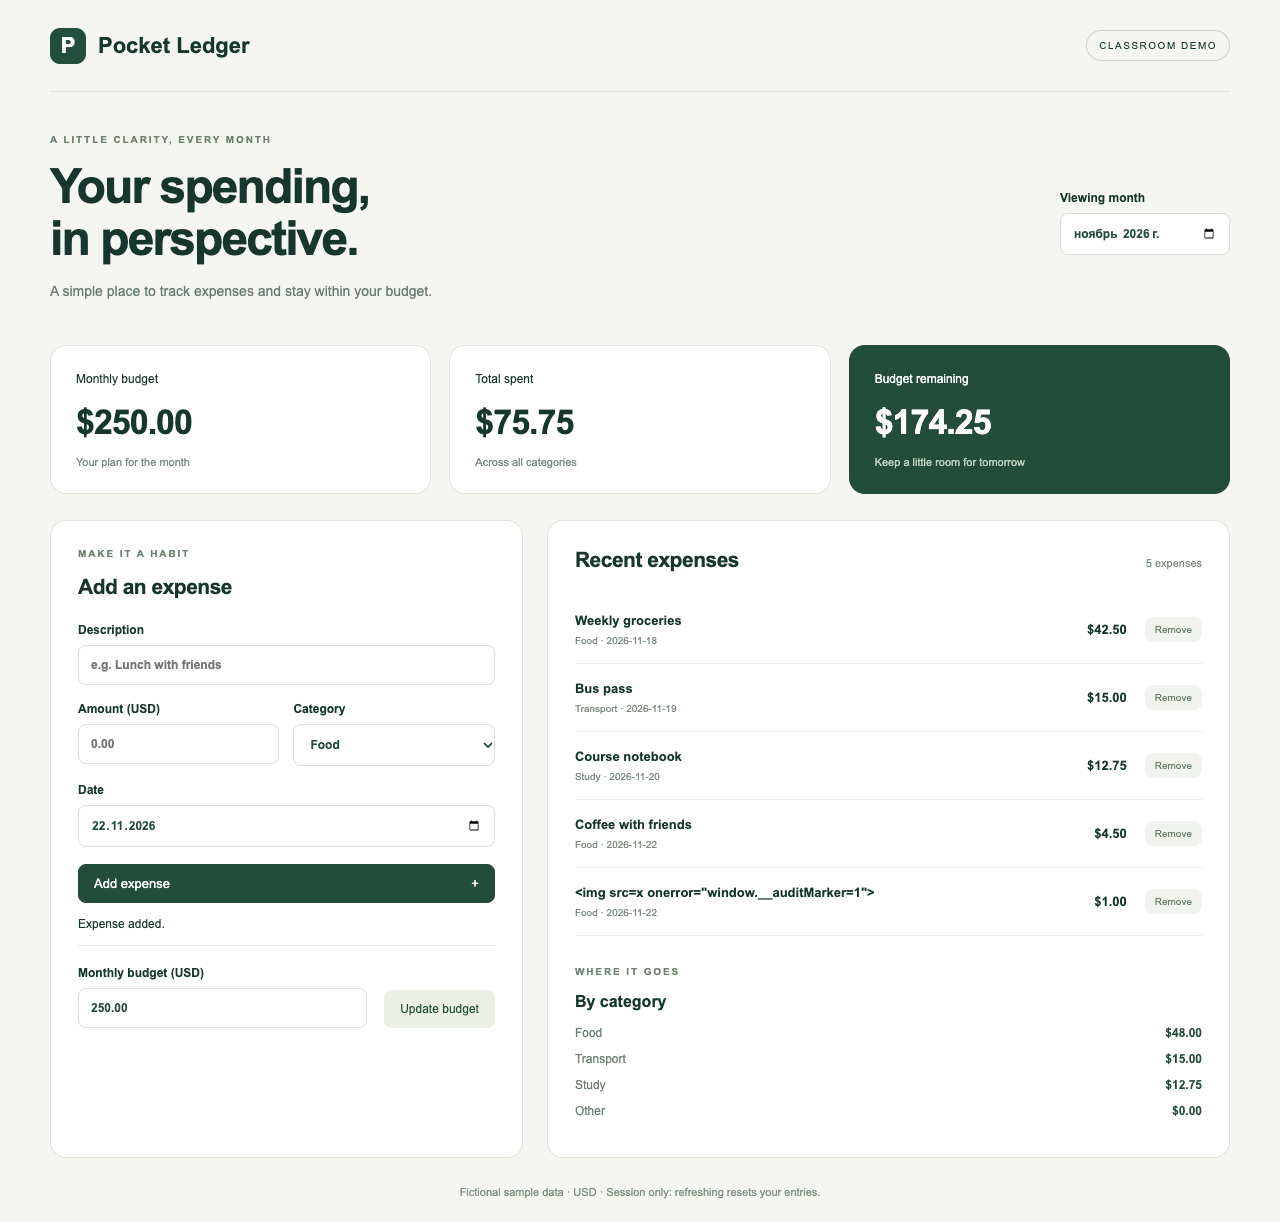 P
Pocket Ledger
CLASSROOM DEMO
A LITTLE CLARITY, EVERY MONTH
Your spending,
in perspective.
A simple place to track expenses and stay within your budget.
Viewing month
ноябрь 2026 г.
Monthly budget
$250.00
Your plan for the month
Total spent
$75.75
Across all categories
Budget remaining
$174.25
Keep a little room for tomorrow
MAKE IT A HABIT
Add an expense
Description
e.g. Lunch with friends
Amount (USD)
0.00
Category
Food
Date
22.11.2026
Add expense +
Expense added.
Monthly budget (USD)
250.00
Update budget
Recent expenses
5 expenses
Weekly groceries
Food · 2026-11-18
$42.50
Remove
Bus pass
Transport · 2026-11-19
$15.00
Remove
Course notebook
Study · 2026-11-20
$12.75
Remove
Coffee with friends
Food · 2026-11-22
$4.50
Remove
<img src=x onerror="window.__auditMarker=1">
Food · 2026-11-22
$1.00
Remove
WHERE IT GOES
By category
Food $48.00
Transport $15.00
Study $12.75
Other $0.00
Fictional sample data · USD · Session only: refreshing resets your entries.